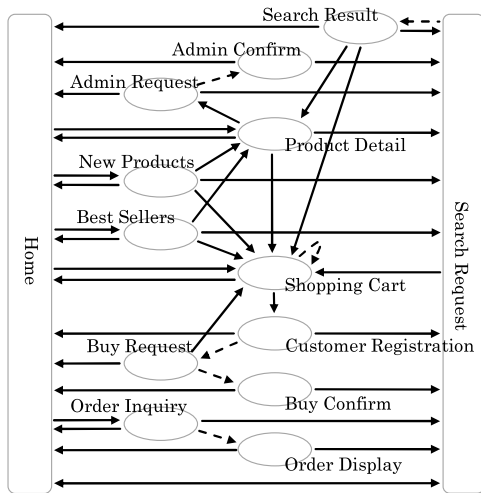 Search Result
Admin Confirm
Admin Request
Product Detail
New Products
Best Sellers
Home
Search Request
Shopping Cart
Customer Registration
Buy Request
Buy Confirm
Order Inquiry
Order Display